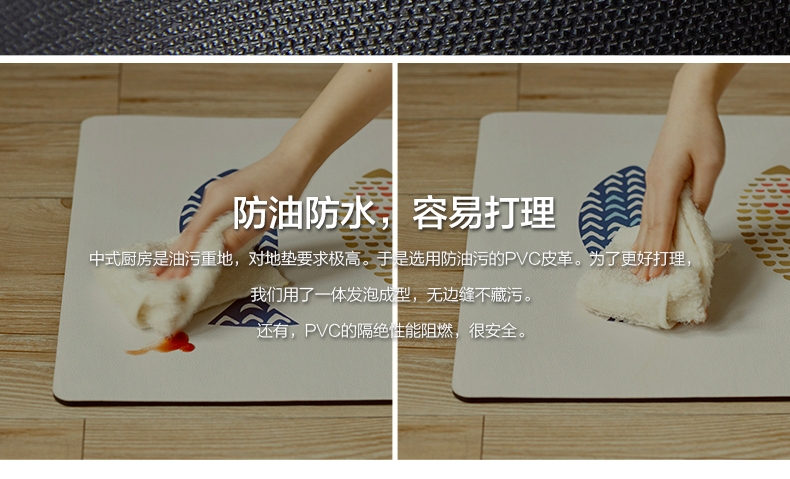 防油防水，容易打理
中式厨房是油污重地，对地垫要求极高。于是选用防油污的PVC皮革。为了更好打理，
我们用了一体发泡成型，无边缝不藏污。
还有，PVC的隔绝性能阻燃，很安全。